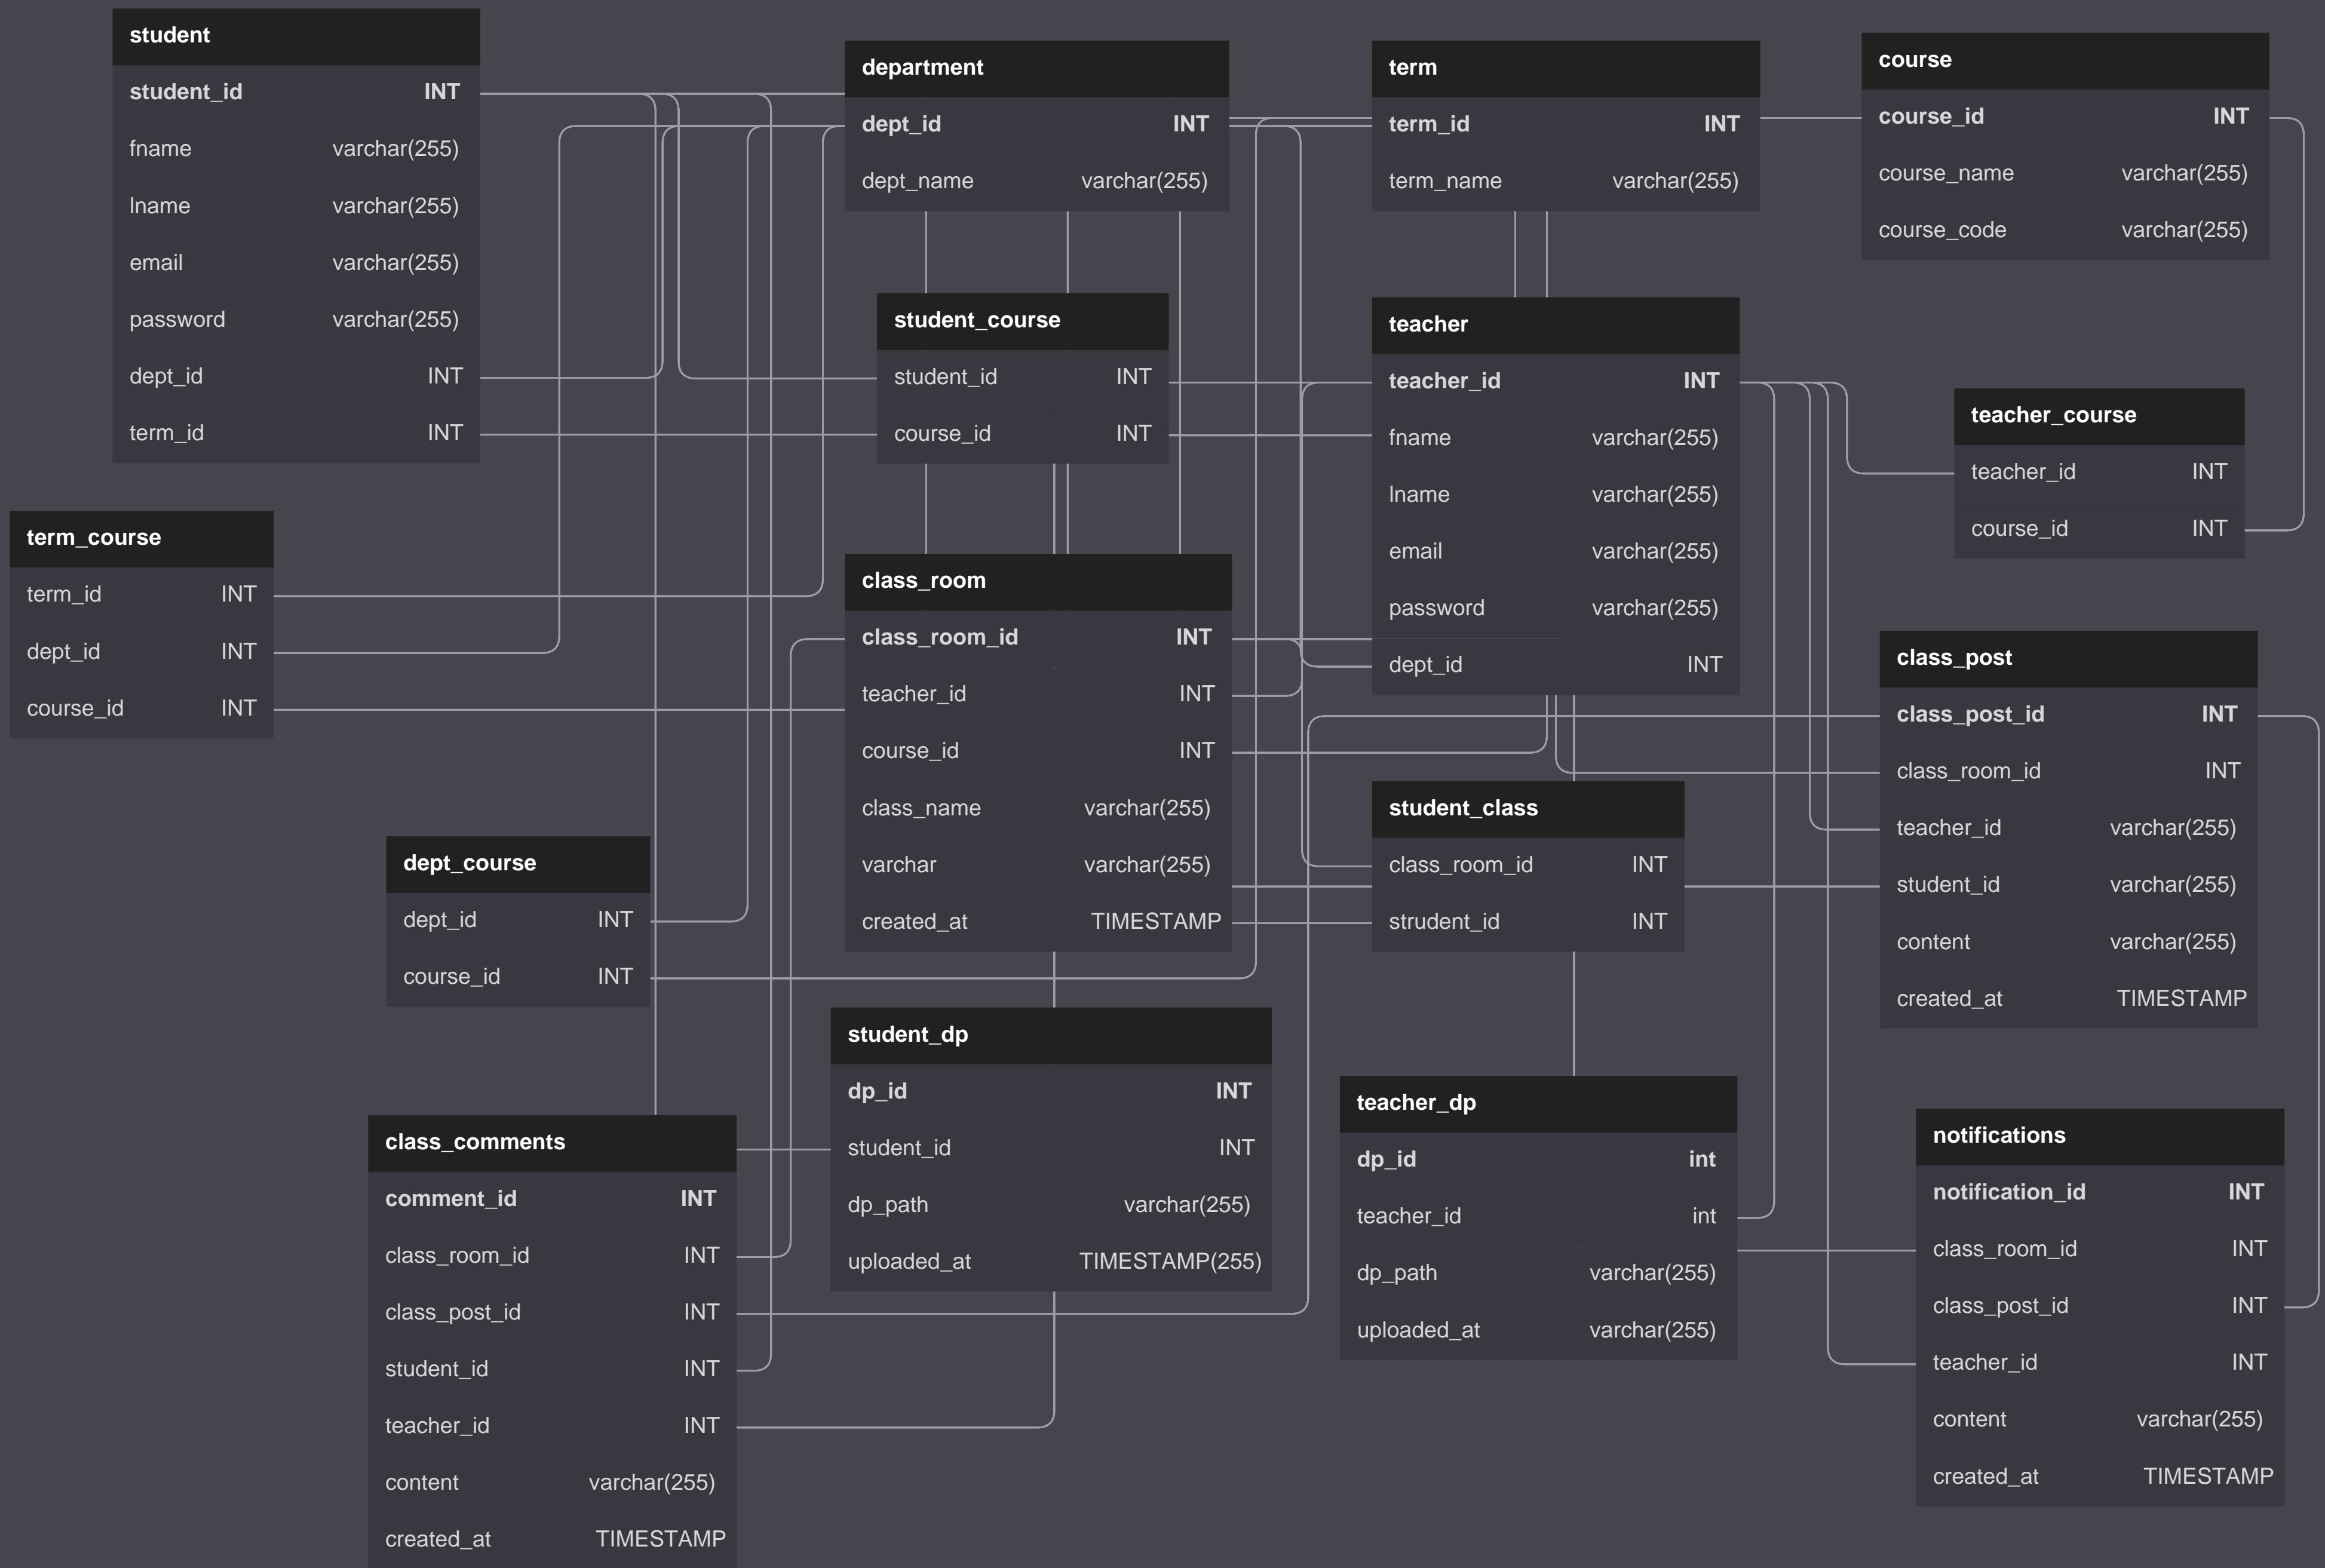 student
student_id INT
fname varchar(255)
lname varchar(255)
email varchar(255)
password varchar(255)
dept_id INT
term_id INT
department
dept_id INT
dept_name varchar(255)
term
term_id INT
term_name varchar(255)
course
course_id INT
course_name varchar(255)
course_code varchar(255)
student_course
student_id INT
course_id INT
teacher
teacher_id INT
fname varchar(255)
lname varchar(255)
email varchar(255)
password varchar(255)
dept_id INT
teacher_course
teacher_id INT
course_id INT
term_course
term_id INT
dept_id INT
course_id INT
class_room
class_room_id INT
teacher_id INT
course_id INT
class_name varchar(255)
varchar varchar(255)
created_at TIMESTAMP
class_post
class_post_id INT
class_room_id INT
teacher_id varchar(255)
student_id varchar(255)
content varchar(255)
created_at TIMESTAMP
student_class
class_room_id INT
strudent_id INT
dept_course
dept_id INT
course_id INT
student_dp
dp_id INT
student_id INT
dp_path varchar(255)
uploaded_at TIMESTAMP(255)
teacher_dp
dp_id int
teacher_id int
dp_path varchar(255)
uploaded_at varchar(255)
class_comments
comment_id INT
class_room_id INT
class_post_id INT
student_id INT
teacher_id INT
content varchar(255)
created_at TIMESTAMP
notifications
notification_id INT
class_room_id INT
class_post_id INT
teacher_id INT
content varchar(255)
created_at TIMESTAMP